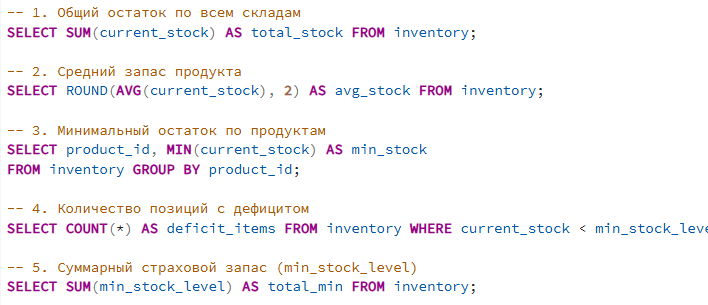 -- 1. Общий остаток по всем складам
SELECT SUM(current_stock) AS total_stock FROM inventory;
-- 2. Средний запас продукта
SELECT ROUND(AVG(current_stock), 2) AS avg_stock FROM inventory;
-- 3. Минимальный остаток по продуктам
SELECT product_id, MIN(current_stock) AS min_stock
FROM inventory GROUP BY product_id;
-- 4. Количество позиций с дефицитом
SELECT COUNT(*) AS deficit_items FROM inventory WHERE current_stock < min_stock_leve
-- 5. Суммарный страховой запас (min_stock_level)
SELECT SUM(min_stock_level) AS total_min FROM inventory;